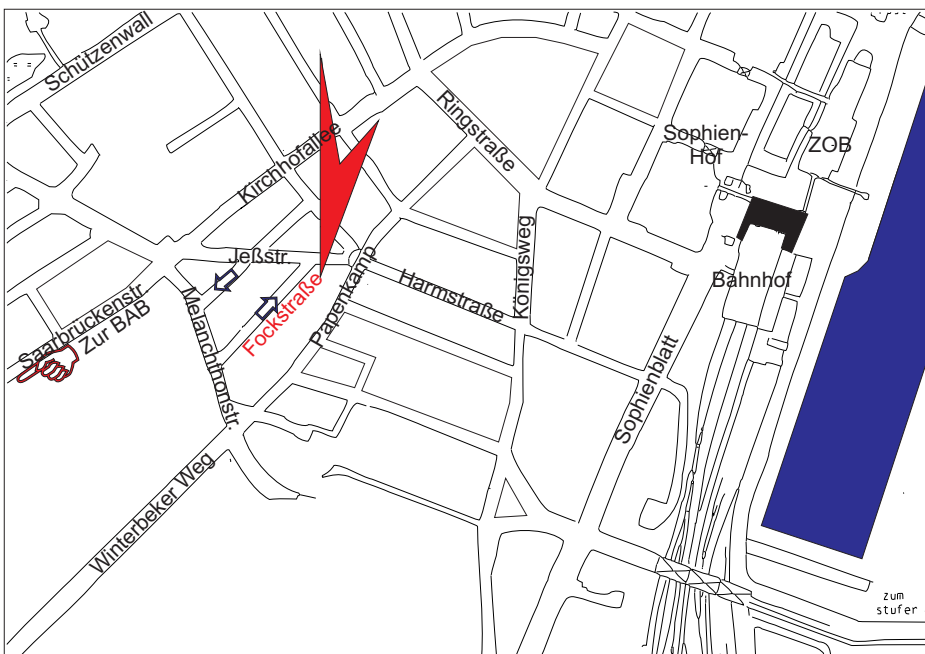 Schützenwall
Kirchhofallee
Ringstraße
Sophien-
Hof
ZOB
Bahnhof
Jeßstr.
Harmstraße
Königsweg
Papenkamp
Fockstraße
Melanchthonstr.
Saarbrückenstr.
Zur BAB
Sophienblatt
Winterbeker Weg
zum
stufer